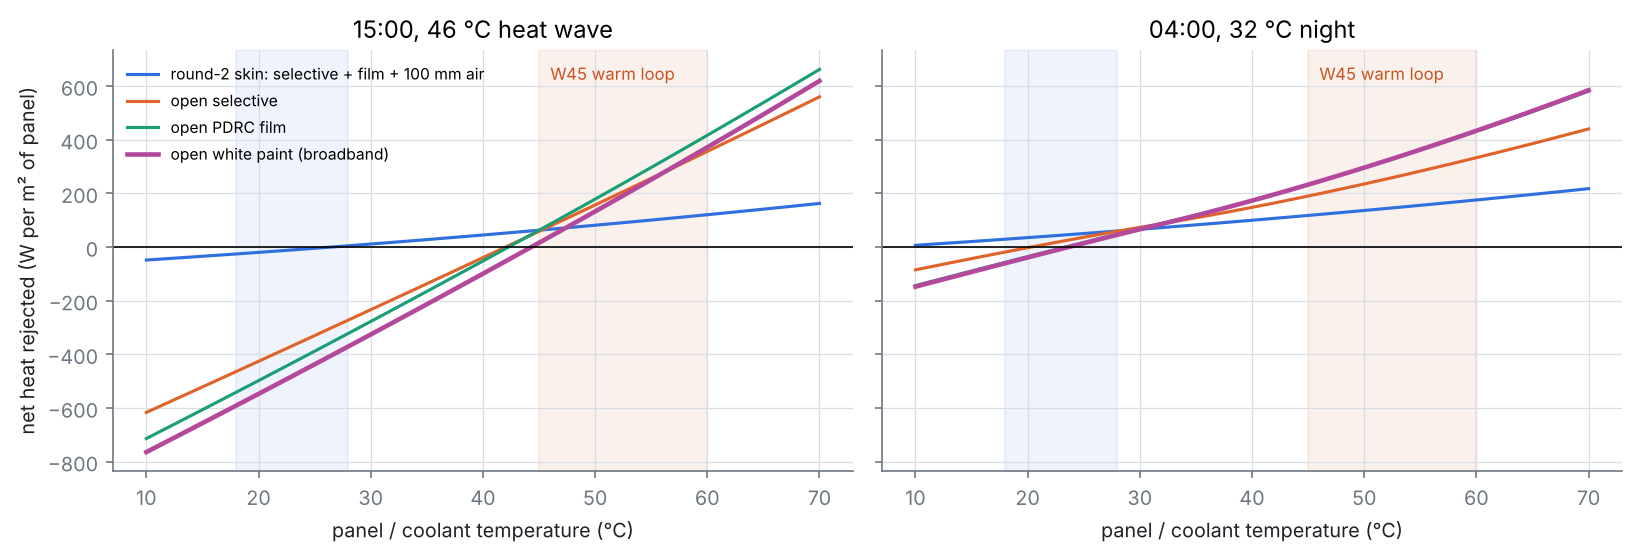 15:00, 46 °C heat wave
net heat rejected (W per m² of panel)
600
400
200
0
−200
−400
−600
−800
round-2 skin: selective + film + 100 mm air
open selective
open PDRC film
open white paint (broadband)
W45 warm loop
10 20 30 40 50 60 70
panel / coolant temperature (°C)
04:00, 32 °C night
W45 warm loop
10 20 30 40 50 60 70
panel / coolant temperature (°C)